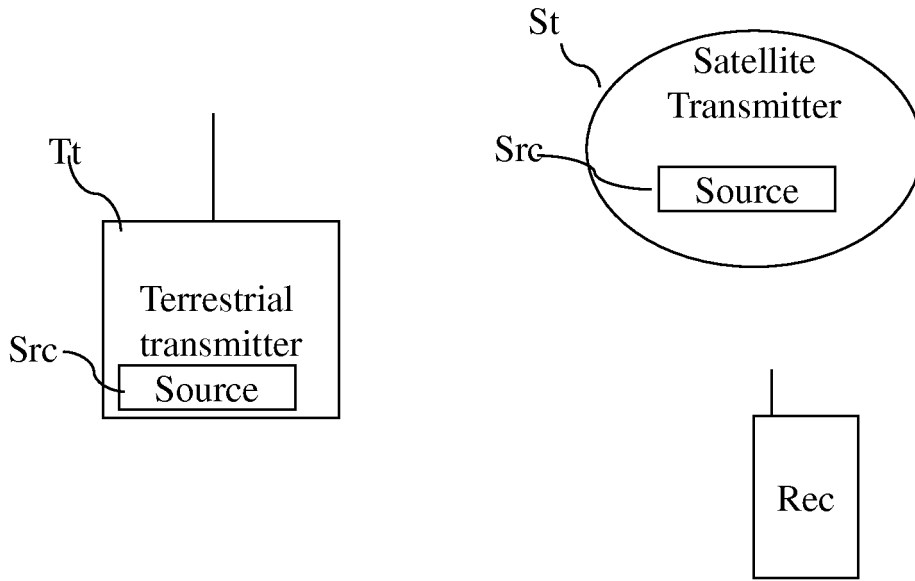 St
Satellite
Transmitter
Src
Source
Tt
Terrestrial
transmitter
Src
Source
Rec